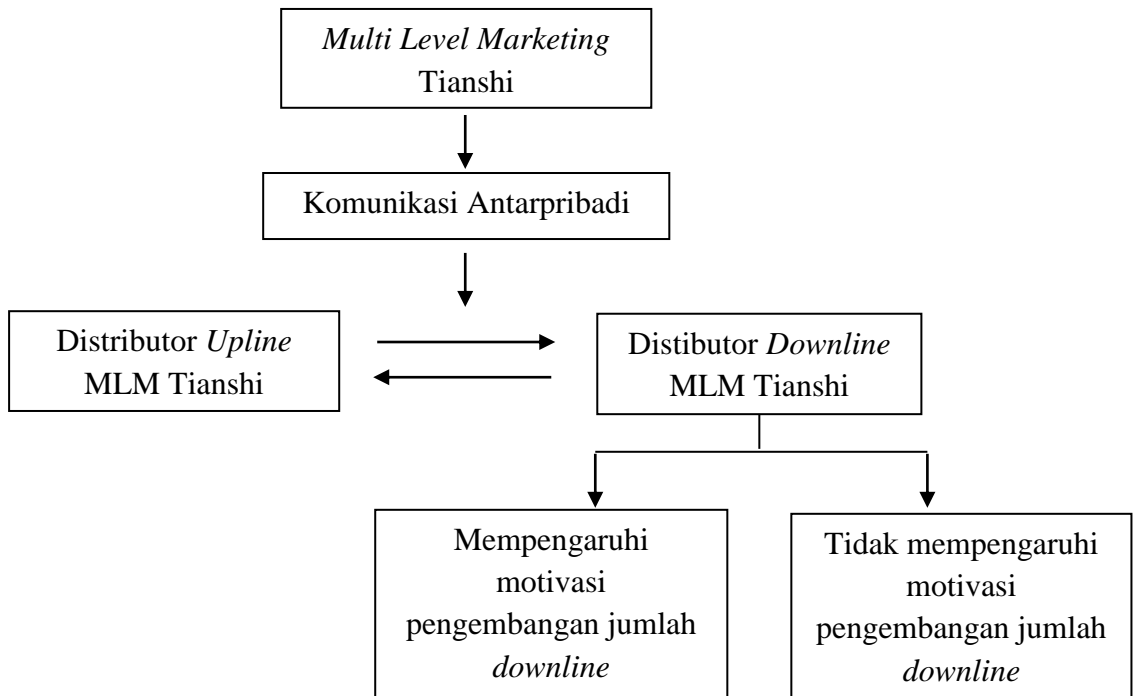 Multi Level Marketing
Tianshi
Komunikasi Antarpribadi
Distributor Upline
MLM Tianshi
Distibutor Downline
MLM Tianshi
Mempengaruhi
motivasi
pengembangan jumlah
downline
Tidak mempengaruhi
motivasi
pengembangan jumlah
downline